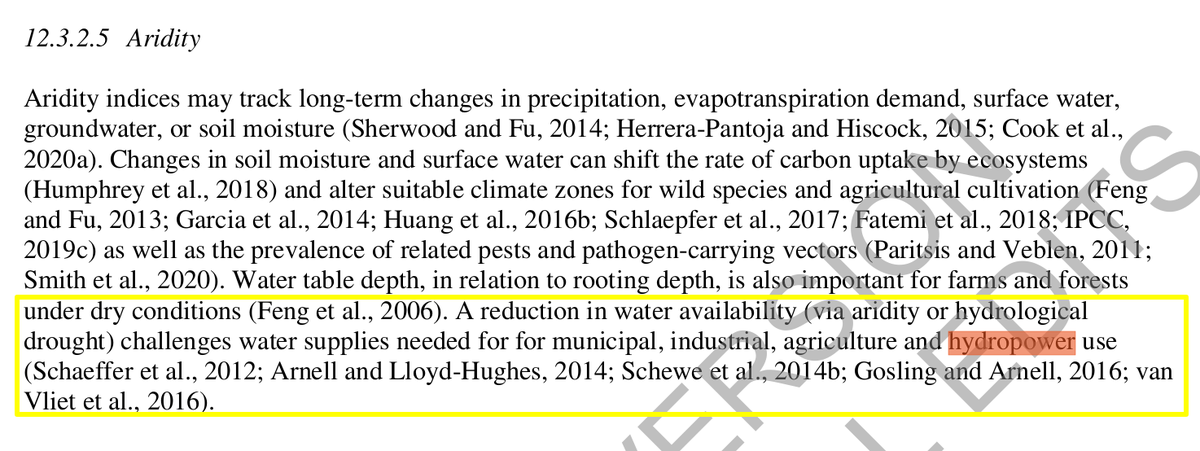 12.3.2.5 Aridity
Aridity indices may track long-term changes in precipitation, evapotranspiration demand, surface water,
groundwater, or soil moisture (Sherwood and Fu, 2014; Herrera-Pantoja and Hiscock, 2015; Cook et al.,
2020a). Changes in soil moisture and surface water can shift the rate of carbon uptake by ecosystems
(Humphrey et al., 2018) and alter suitable climate zones for wild species and agricultural cultivation (Feng
and Fu, 2013; Garcia et al., 2014; Huang et al., 2016b; Schlaepfer et al., 2017; Fatemi et al., 2018; IPCC,
2019c) as well as the prevalence of related pests and pathogen-carrying vectors (Paritsis and Veblen, 2011;
Smith et al., 2020). Water table depth, in relation to rooting depth, is also important for farms and forests
under dry conditions (Feng et al., 2006). A reduction in water availability (via aridity or hydrological
drought) challenges water supplies needed for for municipal, industrial, agriculture and hydropower use
(Schaeffer et al., 2012; Arnell and Lloyd-Hughes, 2014; Schewe et al., 2014b; Gosling and Arnell, 2016; van
Vliet et al., 2016).
VERSION
EDITS